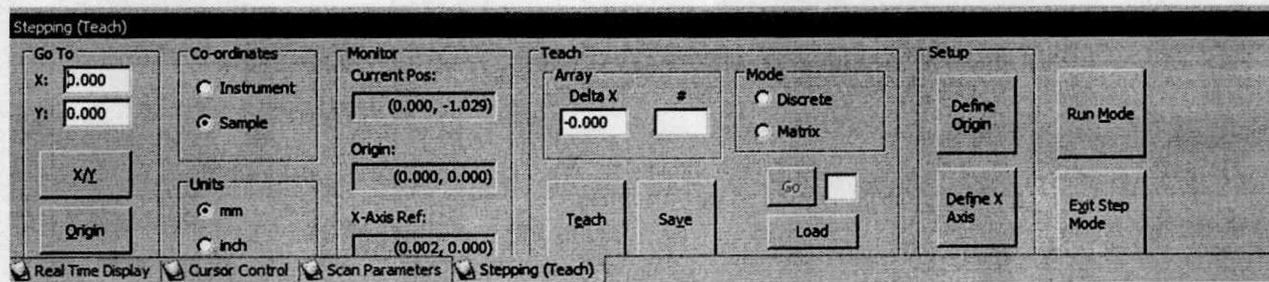 Stepping (Teach)
Go To
X: 0.000
Y: 0.000
X/Y
Origin
Co-ordinates
Instrument
Sample
Units
mm
inch
Monitor
Current Pos:
(0.000, -1.029)
Origin:
(0.000, 0.000)
X-Axis Ref:
(0.002, 0.000)
Teach
Array
Delta X #
-0.000
Mode
Discrete
Matrix
Teach
Save
Go
Load
Setup
Define
Origin
Define X
Axis
Run Mode
Exit Step
Mode
Real Time Display Cursor Control Scan Parameters Stepping (Teach)